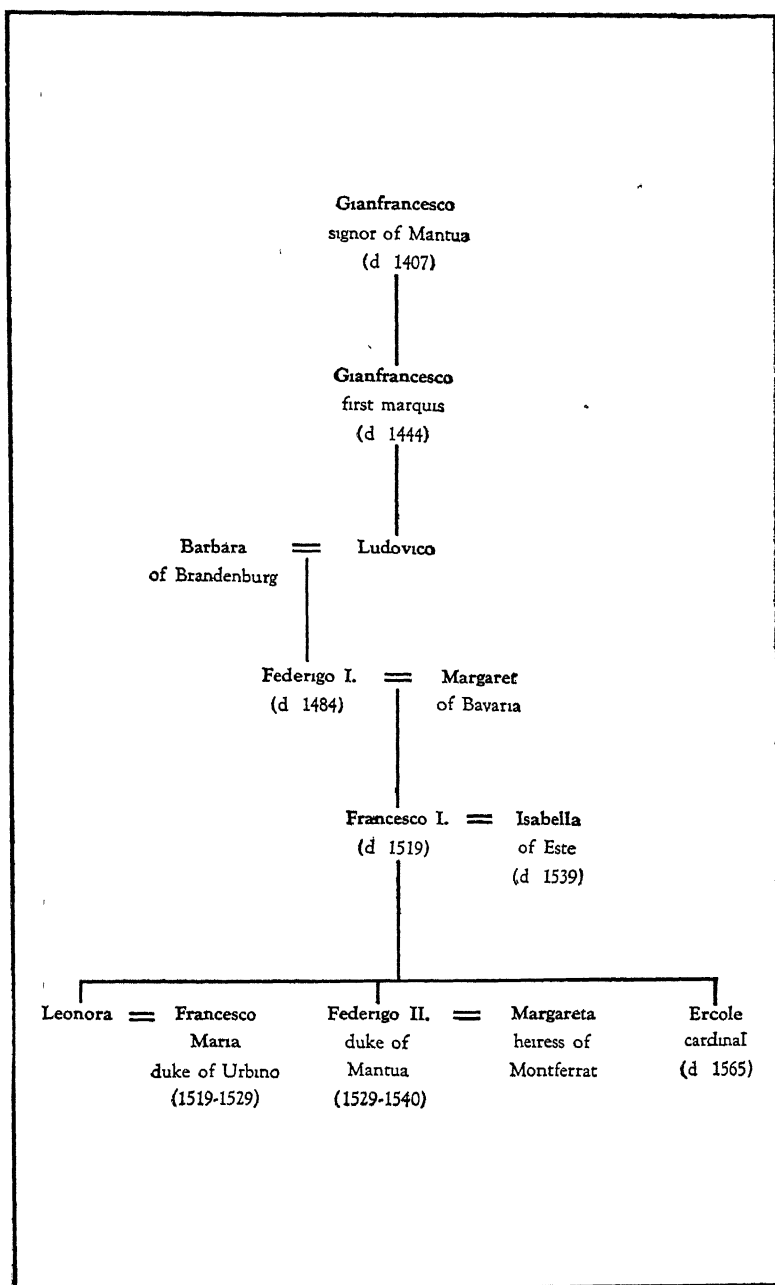 Gianfrancesco
signor of Mantua
(d 1407)
Gianfrancesco
first marquis
(d 1444)
Barbara = Ludovico
of Brandenburg
Federigo I. = Margaret
(d 1484) of Bavaria
Francesco I. = Isabella
(d 1519) of Este
(d 1539)
Leonora = Francesco Federigo II. = Margareta Ercole
Maria duke of heiress of cardinal
duke of Urbino Mantua Montferrat (d 1565)
(1519-1529) (1529-1540)